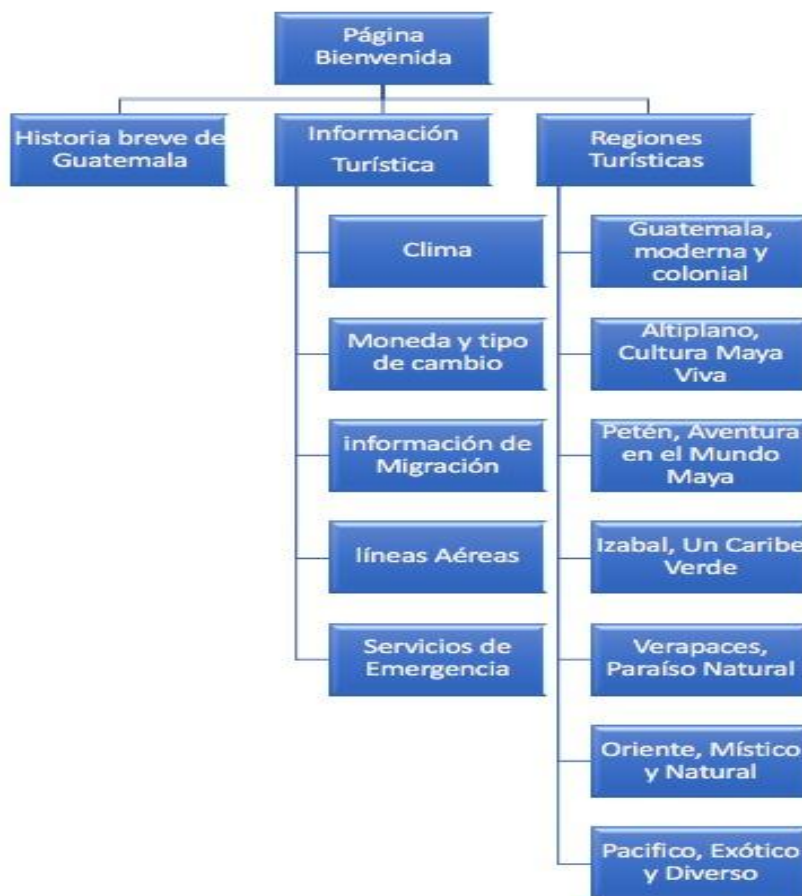 Página
Bienvenida
Historia breve de
Guatemala
Información
Turística
Regiones
Turísticas
Clima
Moneda y tipo
de cambio
información de
Migración
líneas Aéreas
Servicios de
Emergencia
Guatemala,
moderna y
colonial
Altiplano,
Cultura Maya
Viva
Petén, Aventura
en el Mundo
Maya
Izabal, Un Caribe
Verde
Verapaces,
Paraíso Natural
Oriente, Místico
y Natural
Pacifico, Exótico
y Diverso